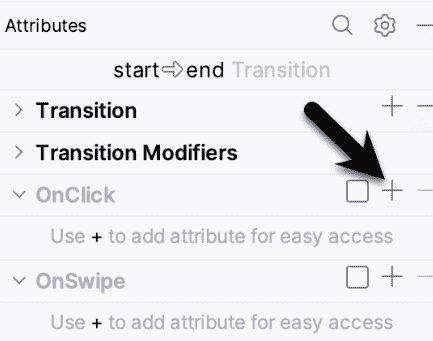 Attributes
start⇨end Transition
Transition
Transition Modifiers
OnClick
Use + to add attribute for easy access
OnSwipe
Use + to add attribute for easy access